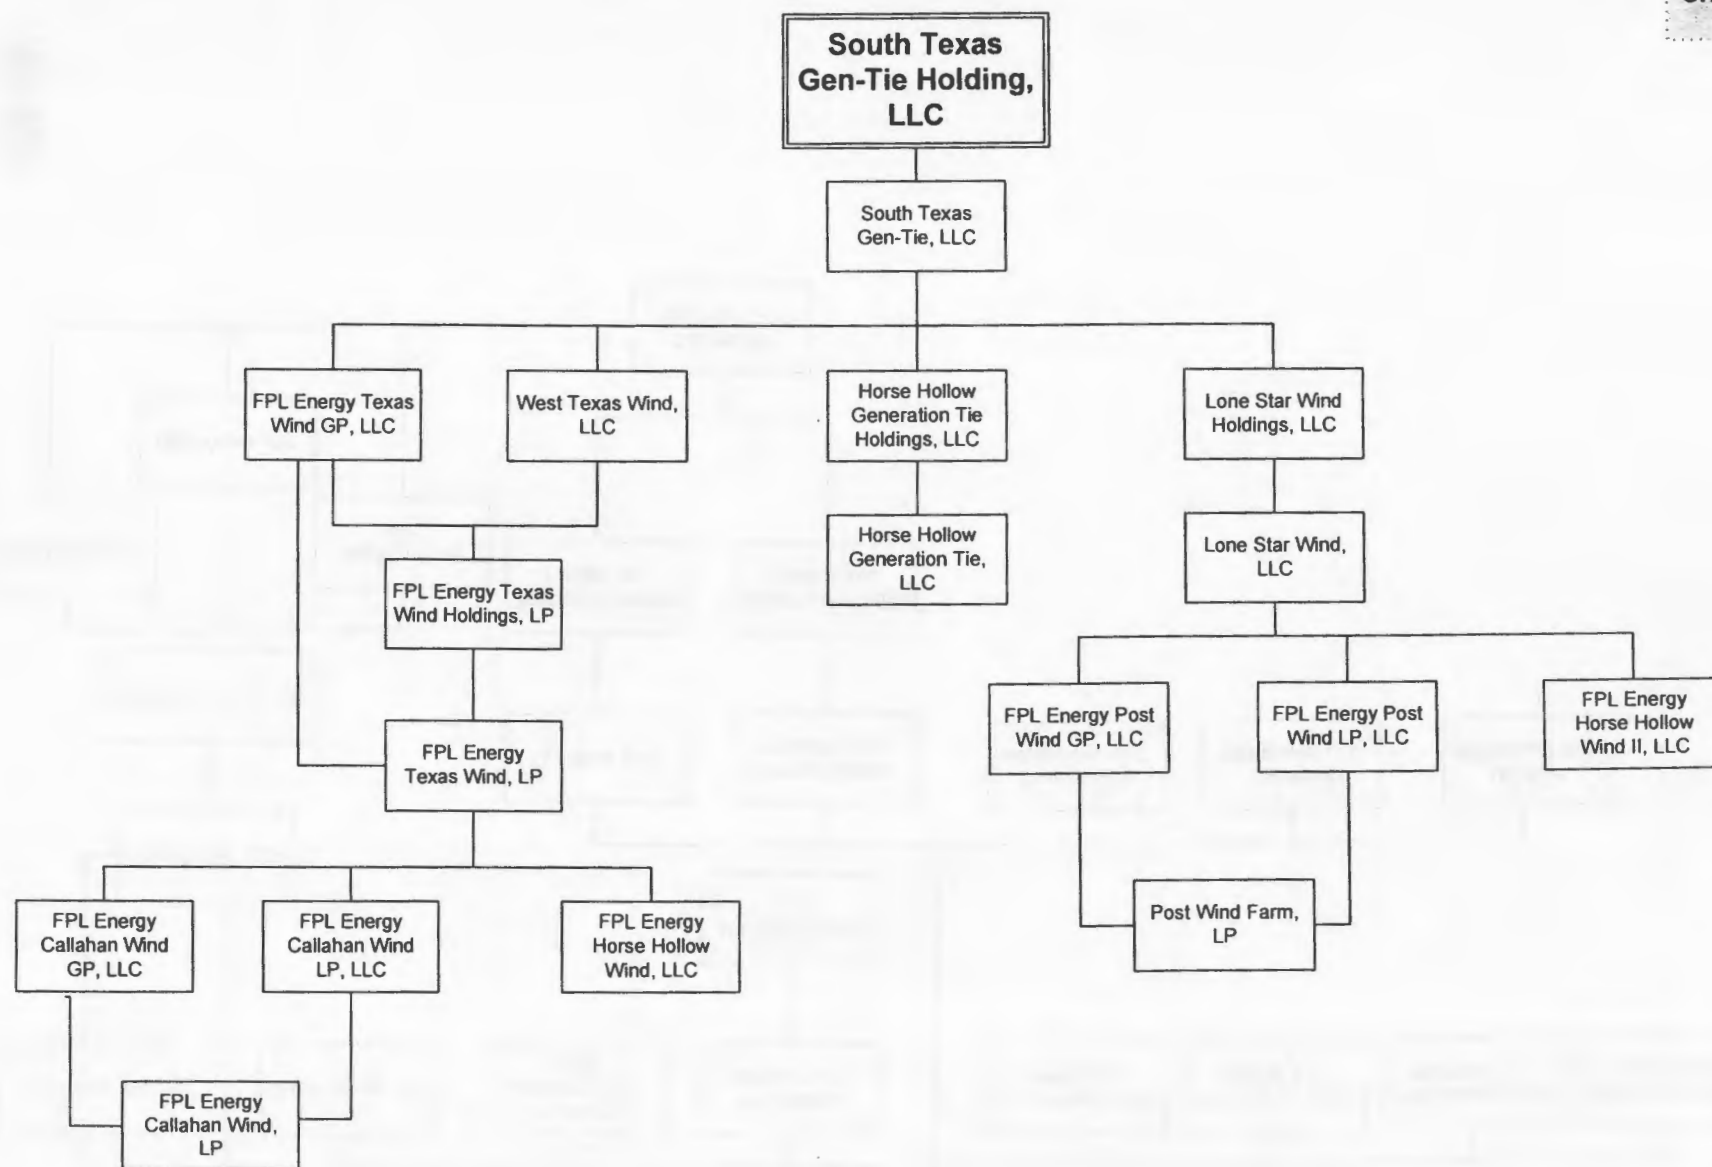 South Texas
Gen-Tie Holding,
LLC
South Texas
Gen-Tie, LLC
FPL Energy Texas
Wind GP, LLC
West Texas Wind,
LLC
Horse Hollow
Generation Tie
Holdings, LLC
Lone Star Wind
Holdings, LLC
Horse Hollow
Generation Tie,
LLC
Lone Star Wind,
LLC
FPL Energy Texas
Wind Holdings, LP
FPL Energy Post
Wind GP, LLC
FPL Energy Post
Wind LP, LLC
FPL Energy
Horse Hollow
Wind II, LLC
FPL Energy
Texas Wind, LP
FPL Energy
Callahan Wind
GP, LLC
FPL Energy
Callahan Wind
LP, LLC
FPL Energy
Horse Hollow
Wind, LLC
Post Wind Farm,
LP
FPL Energy
Callahan Wind,
LP